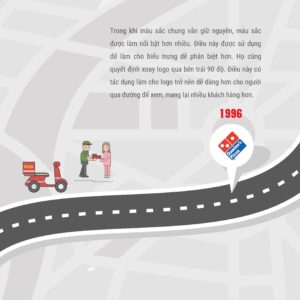 Trong khi màu sắc chung vẫn giữ nguyên, màu sắc
được làm nổi bật hơn nhiều. Điều này được sử dụng
để làm cho biểu trưng dễ phân biệt hơn. Họ cũng
quyết định xoay logo qua bên trái 90 độ. Điều này có
tác dụng làm cho logo trở nên dễ dàng hơn cho người
qua đường để xem, mang lại nhiều khách hàng hơn.
1996
Domino's
Pizza